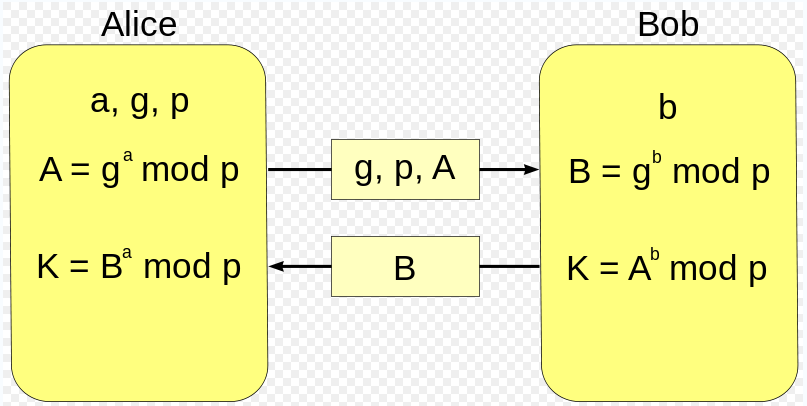 Alice
Bob
a, g, p
A = gᵃ mod p
K = Bᵃ mod p
g, p, A
B
b
B = gᵇ mod p
K = Aᵇ mod p